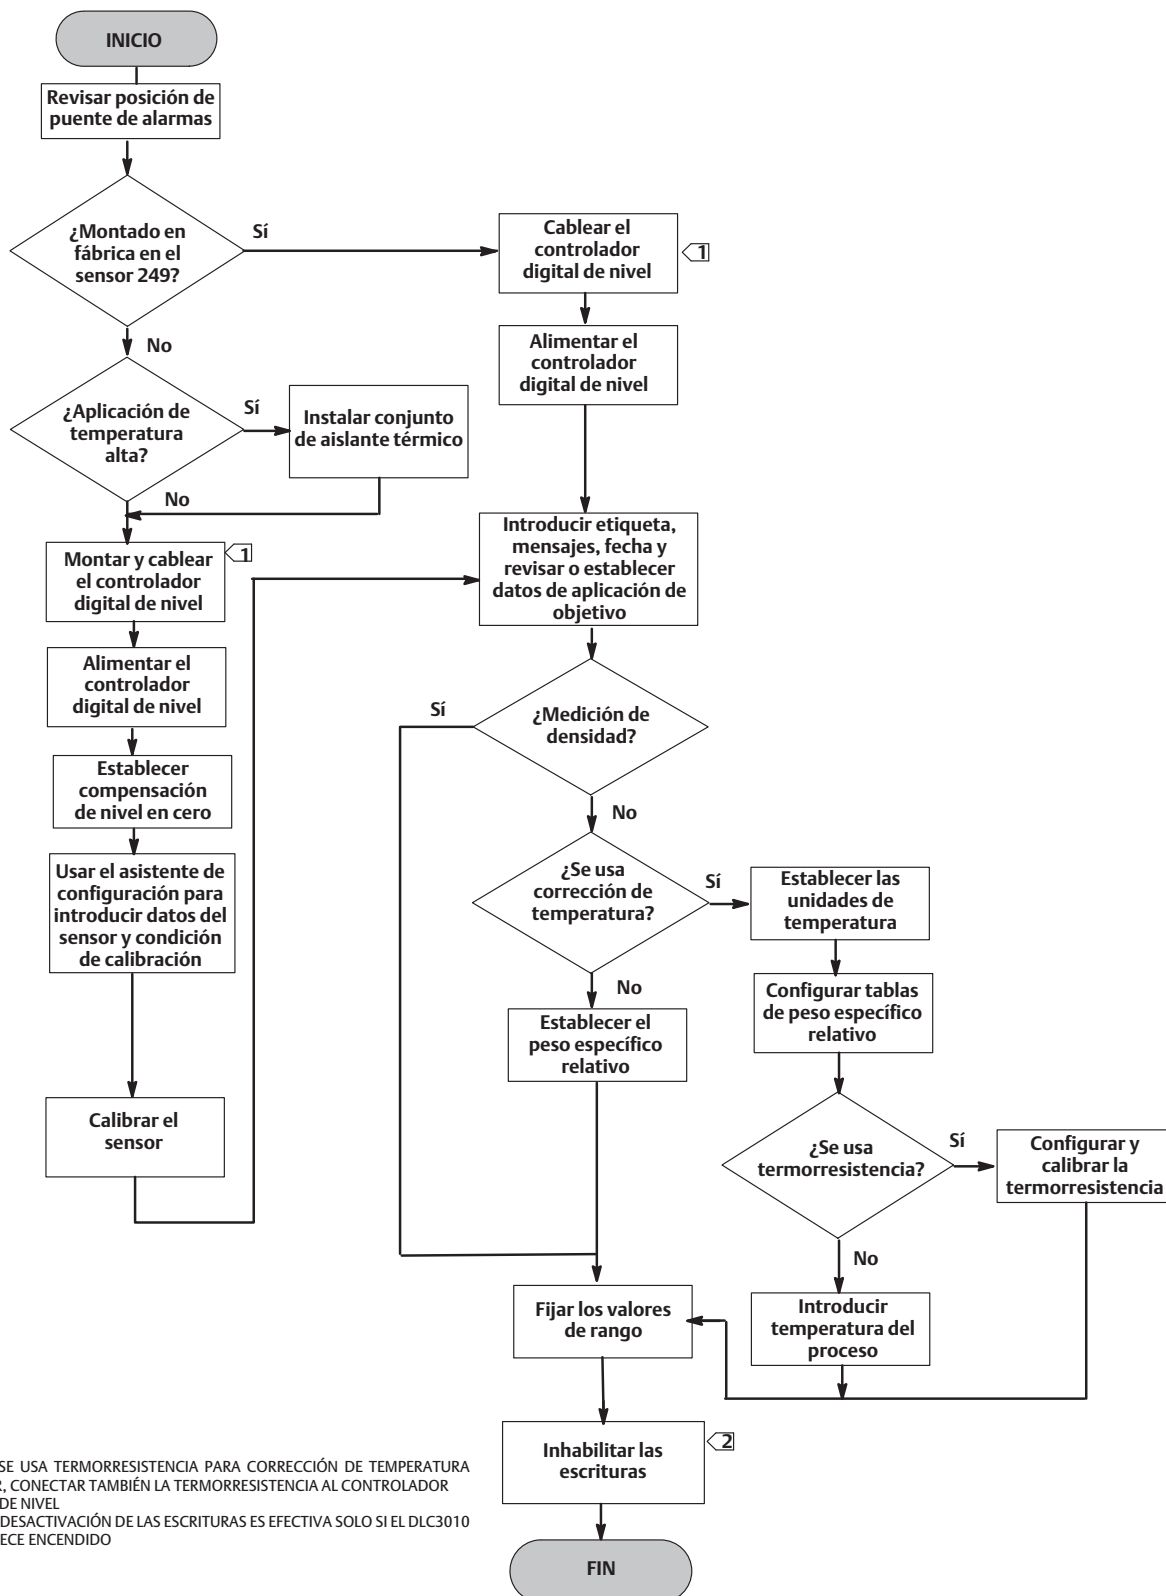 INICIO
Revisar posición de
puente de alarmas
¿Montado en
fábrica en el
sensor 249?
Sí
No
Cablear el
controlador
digital de nivel
1
Alimentar el
controlador
digital de nivel
¿Aplicación de
temperatura
alta?
Sí
No
Instalar conjunto
de aislante térmico
Montar y cablear
el controlador
digital de nivel
1
Alimentar el
controlador
digital de nivel
Establecer
compensación
de nivel en cero
Usar el asistente de
configuración para
introducir datos del
sensor y condición
de calibración
Calibrar el
sensor
Introducir etiqueta,
mensajes, fecha y
revisar o establecer
datos de aplicación de
objetivo
¿Medición de
densidad?
Sí
No
¿Se usa
corrección de
temperatura?
Sí
No
Establecer las
unidades de
temperatura
Configurar tablas
de peso específico
relativo
Establecer el
peso específico
relativo
¿Se usa
termorresistencia?
Sí
No
Configurar y
calibrar la
termorresistencia
Introducir
temperatura del
proceso
Fijar los valores
de rango
Inhabilitar las
escrituras
2
FIN
SE USA TERMORRESISTENCIA PARA CORRECCIÓN DE TEMPERATURA
CONECTAR TAMBIÉN LA TERMORRESISTENCIA AL CONTROLADOR
DE NIVEL
DESACTIVACIÓN DE LAS ESCRITURAS ES EFECTIVA SOLO SI EL DLC3010
ENCENDIDO